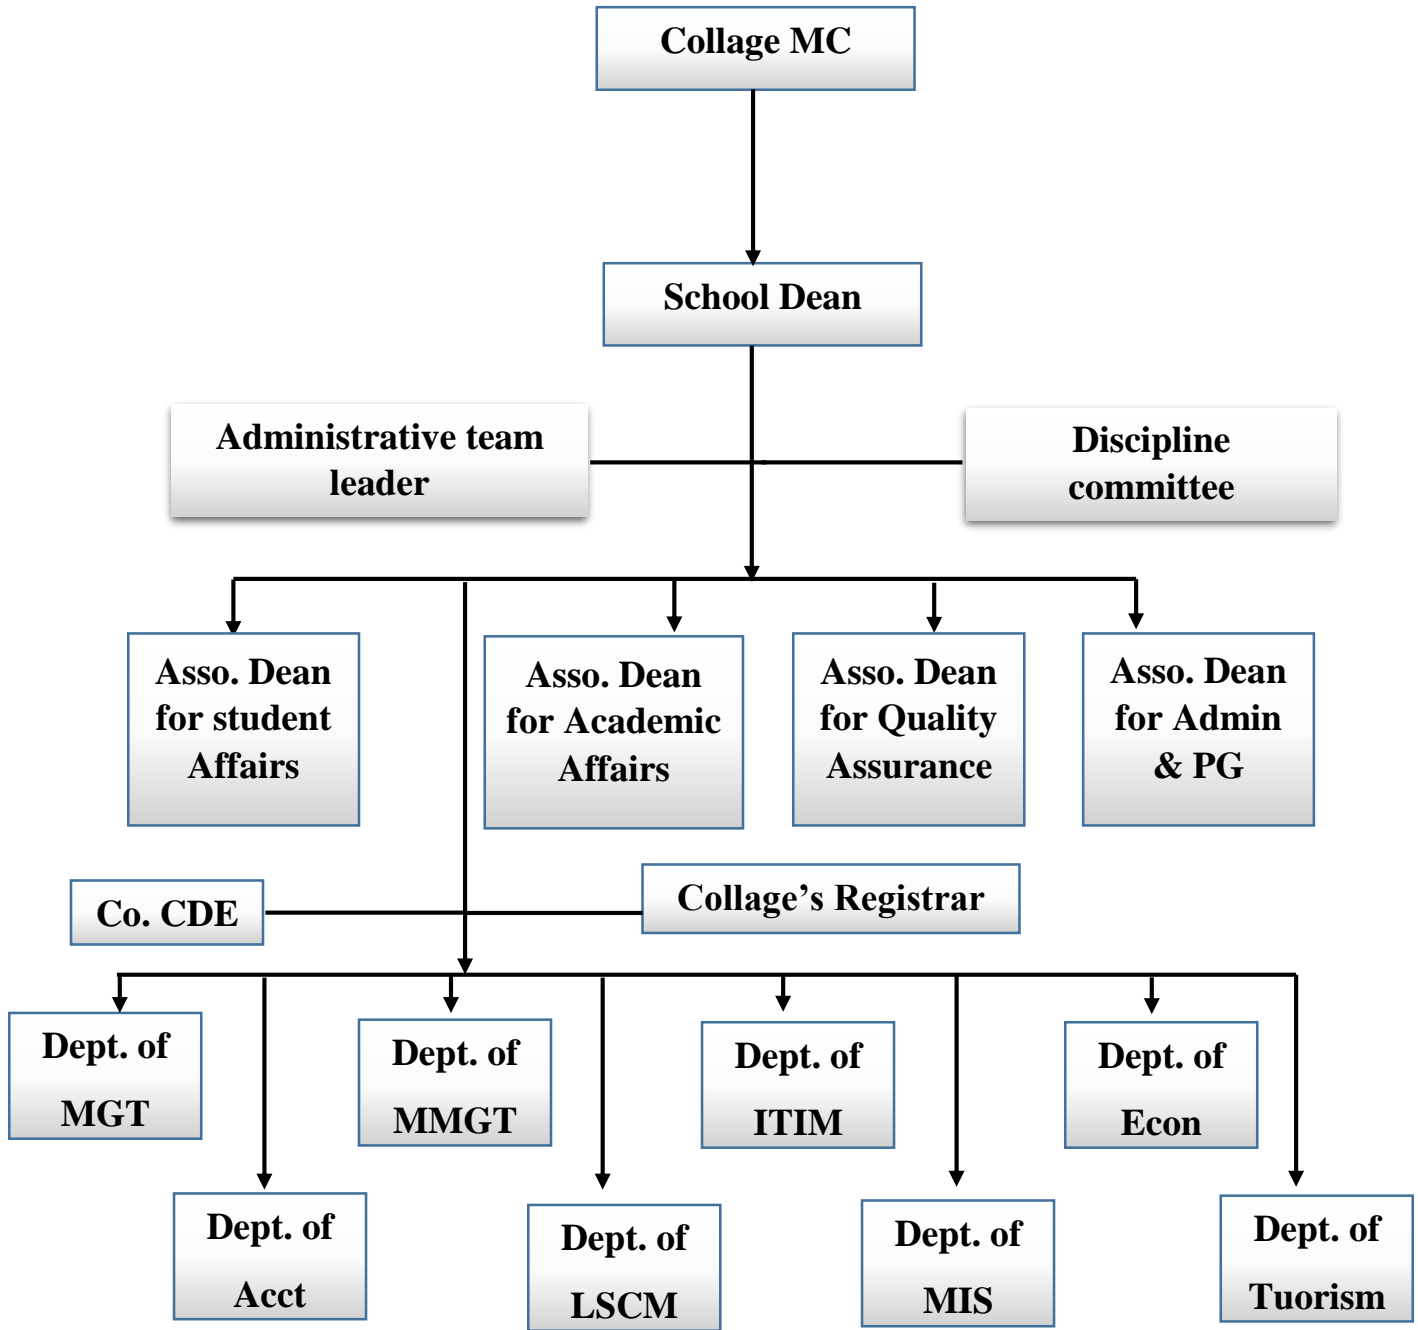 Collage MC
School Dean
Administrative team
leader
Discipline
committee
Asso. Dean
for student
Affairs
Asso. Dean
for Academic
Affairs
Asso. Dean
for Quality
Assurance
Asso. Dean
for Admin
& PG
Co. CDE
Collage’s Registrar
Dept. of
MGT
Dept. of
MMGT
Dept. of
ITIM
Dept. of
Econ
Dept. of
Acct
Dept. of
LSCM
Dept. of
MIS
Dept. of
Tuorism